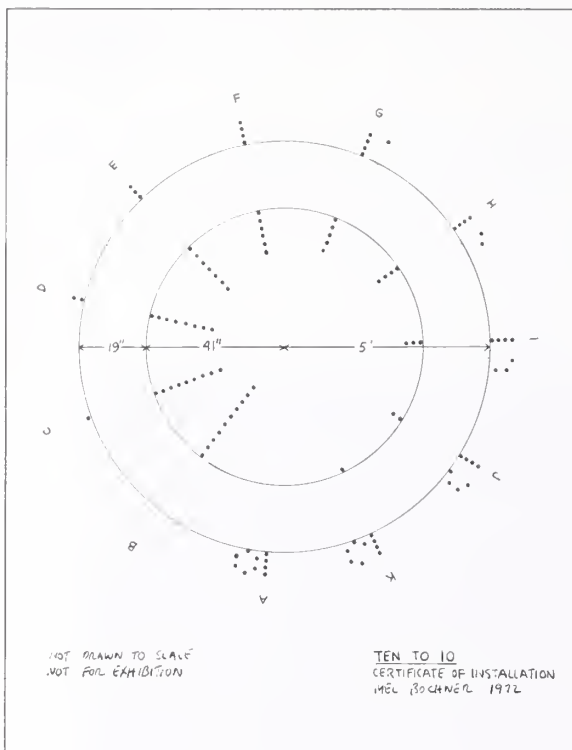 F
G
E
H
D
19" 41" 5'
I
C
J
B
K
A
NOT DRAWN TO SCALE
NOT FOR EXHIBITION
TEN TO 10
CERTIFICATE OF INSTALLATION
MEL BOCHNER 1972